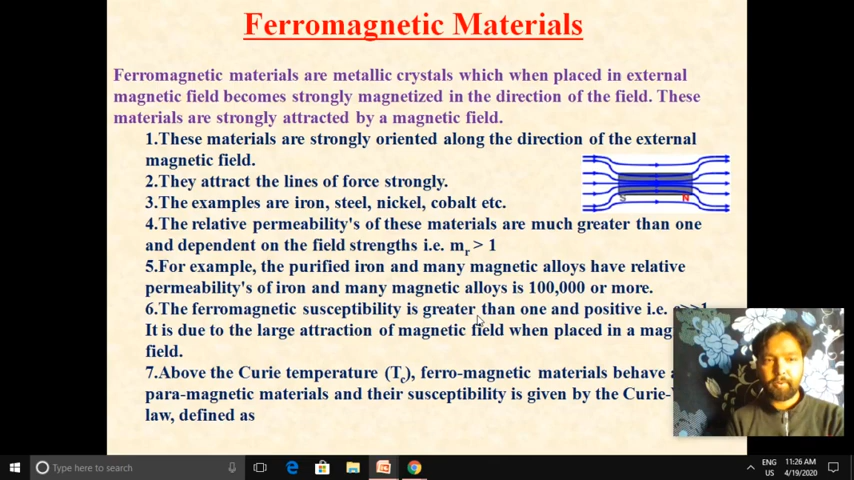 Ferromagnetic Materials
Ferromagnetic materials are metallic crystals which when placed in external
magnetic field becomes strongly magnetized in the direction of the field. These
materials are strongly attracted by a magnetic field.
1.These materials are strongly oriented along the direction of the external
magnetic field.
2.They attract the lines of force strongly.
3.The examples are iron, steel, nickel, cobalt etc.
S N
4.The relative permeability's of these materials are much greater than one
and dependent on the field strengths i.e. mr > 1
5.For example, the purified iron and many magnetic alloys have relative
permeability's of iron and many magnetic alloys is 100,000 or more.
6.The ferromagnetic susceptibility is greater than one and positive i.e.
It is due to the large attraction of magnetic field when placed in a mag
field.
7.Above the Curie temperature (Tc), ferro-magnetic materials behave
para-magnetic materials and their susceptibility is given by the Curie-
law, defined as
Type here to search
ENG
US
11:26 AM
4/19/2020